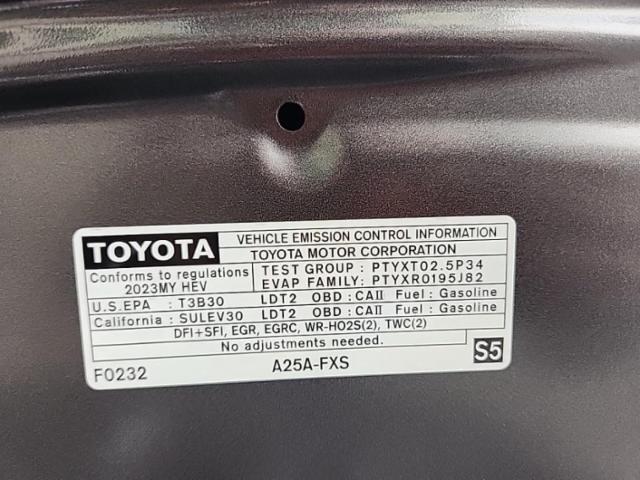 TOYOTA
VEHICLE EMISSION CONTROL INFORMATION
TOYOTA MOTOR CORPORATION
Conforms to regulations
2023MY HEV
TEST GROUP : PTYXT02.5P34
EVAP FAMILY: PTYXR0195J82
U.S.EPA : T3B30 LDT2 OBD : CAII Fuel : Gasoline
California : SULEV30 LDT2 OBD : CAII Fuel : Gasoline
DFI+SFI, EGR, EGRC, WR-HO2S(2), TWC(2)
No adjustments needed.
F0232 A25A-FXS S5